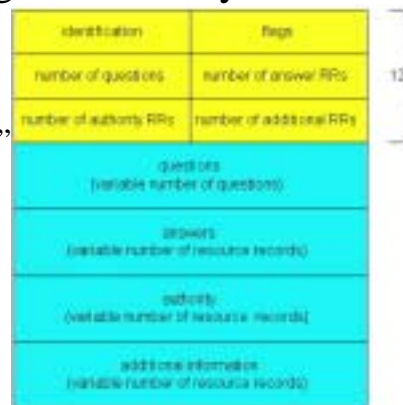 identification flags
number of questions number of answer RRs 12
number of authority RRs number of additional RRs
questions
(variable number of questions)
answers
(variable number of resource records)
authority
(variable number of resource records)
additional information
(variable number of resource records)